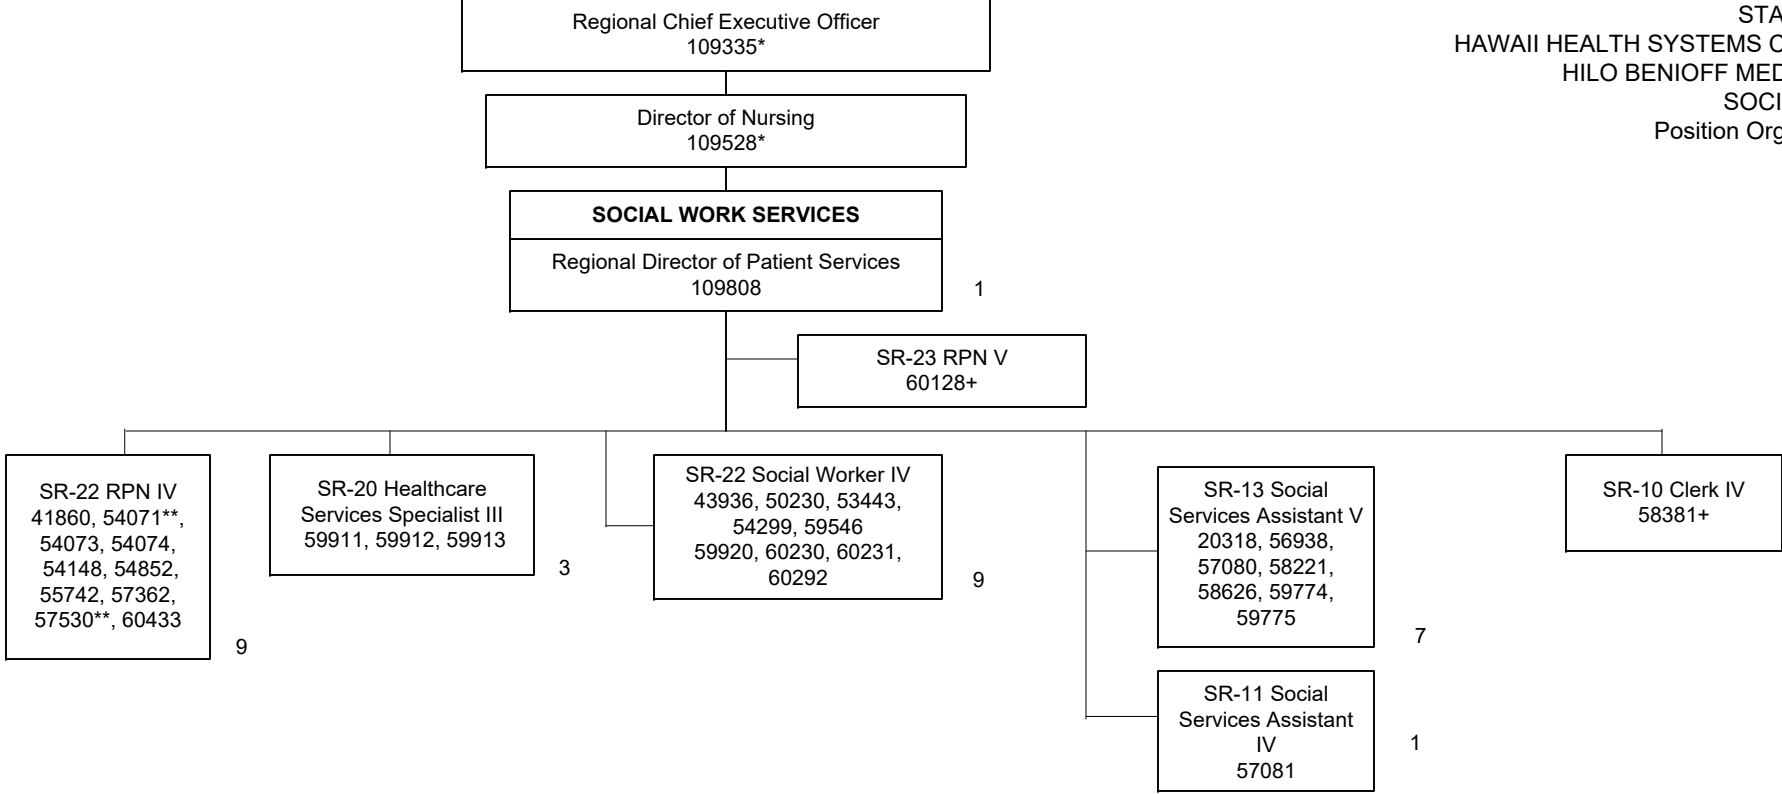 Regional Chief Executive Officer
109335*
STA
HAWAII HEALTH SYSTEMS C
HILO BENIOFF MED
SOCI
Position Org
Director of Nursing
109528*
SOCIAL WORK SERVICES
Regional Director of Patient Services
109808
1
SR-23 RPN V
60128+
SR-22 RPN IV
41860, 54071**,
54073, 54074,
54148, 54852,
55742, 57362,
57530**, 60433
9
SR-20 Healthcare
Services Specialist III
59911, 59912, 59913
3
SR-22 Social Worker IV
43936, 50230, 53443,
54299, 59546
59920, 60230, 60231,
60292
9
SR-13 Social
Services Assistant V
20318, 56938,
57080, 58221,
58626, 59774,
59775
7
SR-11 Social
Services Assistant
IV
57081
1
SR-10 Clerk IV
58381+